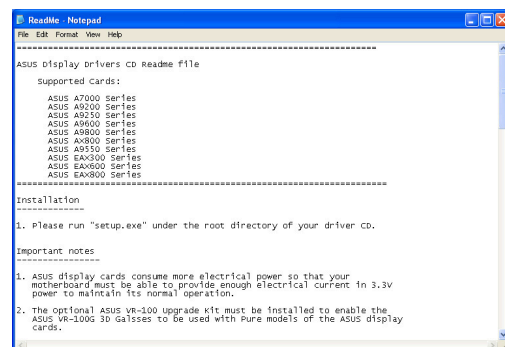 ReadMe - Notepad
File Edit Format View Help
===================================================================
ASUS Display Drivers CD Readme file
Supported Cards:
ASUS A7000 Series
ASUS A9200 Series
ASUS A9250 Series
ASUS A9600 Series
ASUS A9800 Series
ASUS AX800 Series
ASUS A9550 Series
ASUS EAX300 Series
ASUS EAX600 Series
ASUS EAX800 Series
=====================================================================
Installation
-------------
1. Please run "setup.exe" under the root directory of your driver CD.
Important notes
----------------
1. ASUS display cards consume more electrical power so that your
motherboard must be able to provide enough electrical current in 3.3V
power to maintain its normal operation.
2. The optional ASUS VR-100 Upgrade Kit must be installed to enable the
ASUS VR-100G 3D Galsses to be used with Pure models of the ASUS display
cards.